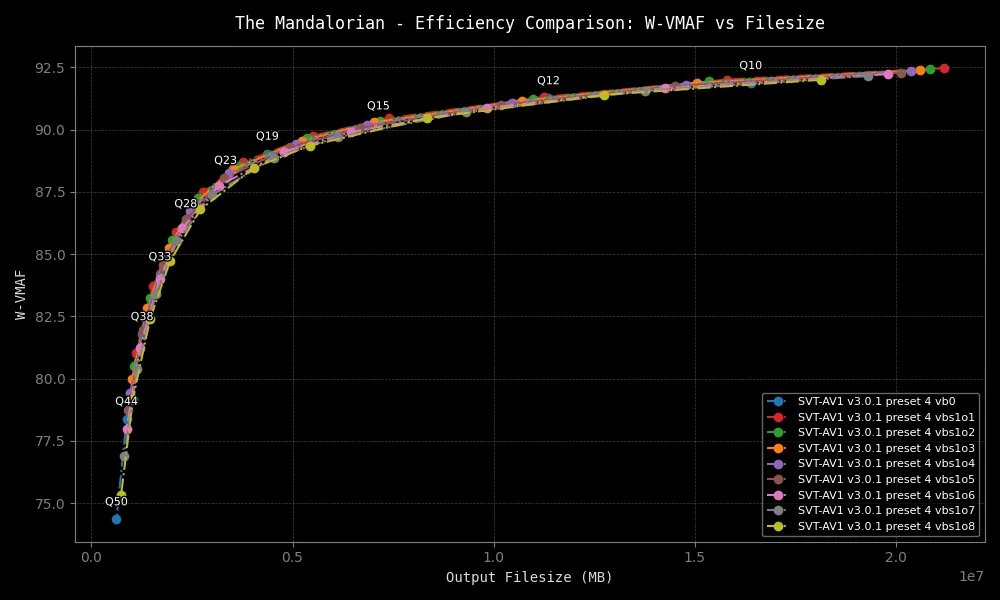 The Mandalorian - Efficiency Comparison: W-VMAF vs Filesize
92.5
90.0
87.5
85.0
82.5
80.0
77.5
75.0
W-VMAF
Q10
Q12
Q15
Q19
Q23
Q28
Q33
Q38
Q44
Q50
SVT-AV1 v3.0.1 preset 4 vb0
SVT-AV1 v3.0.1 preset 4 vbs1o1
SVT-AV1 v3.0.1 preset 4 vbs1o2
SVT-AV1 v3.0.1 preset 4 vbs1o3
SVT-AV1 v3.0.1 preset 4 vbs1o4
SVT-AV1 v3.0.1 preset 4 vbs1o5
SVT-AV1 v3.0.1 preset 4 vbs1o6
SVT-AV1 v3.0.1 preset 4 vbs1o7
SVT-AV1 v3.0.1 preset 4 vbs1o8
0.0 0.5 1.0 1.5 2.0
1e7
Output Filesize (MB)